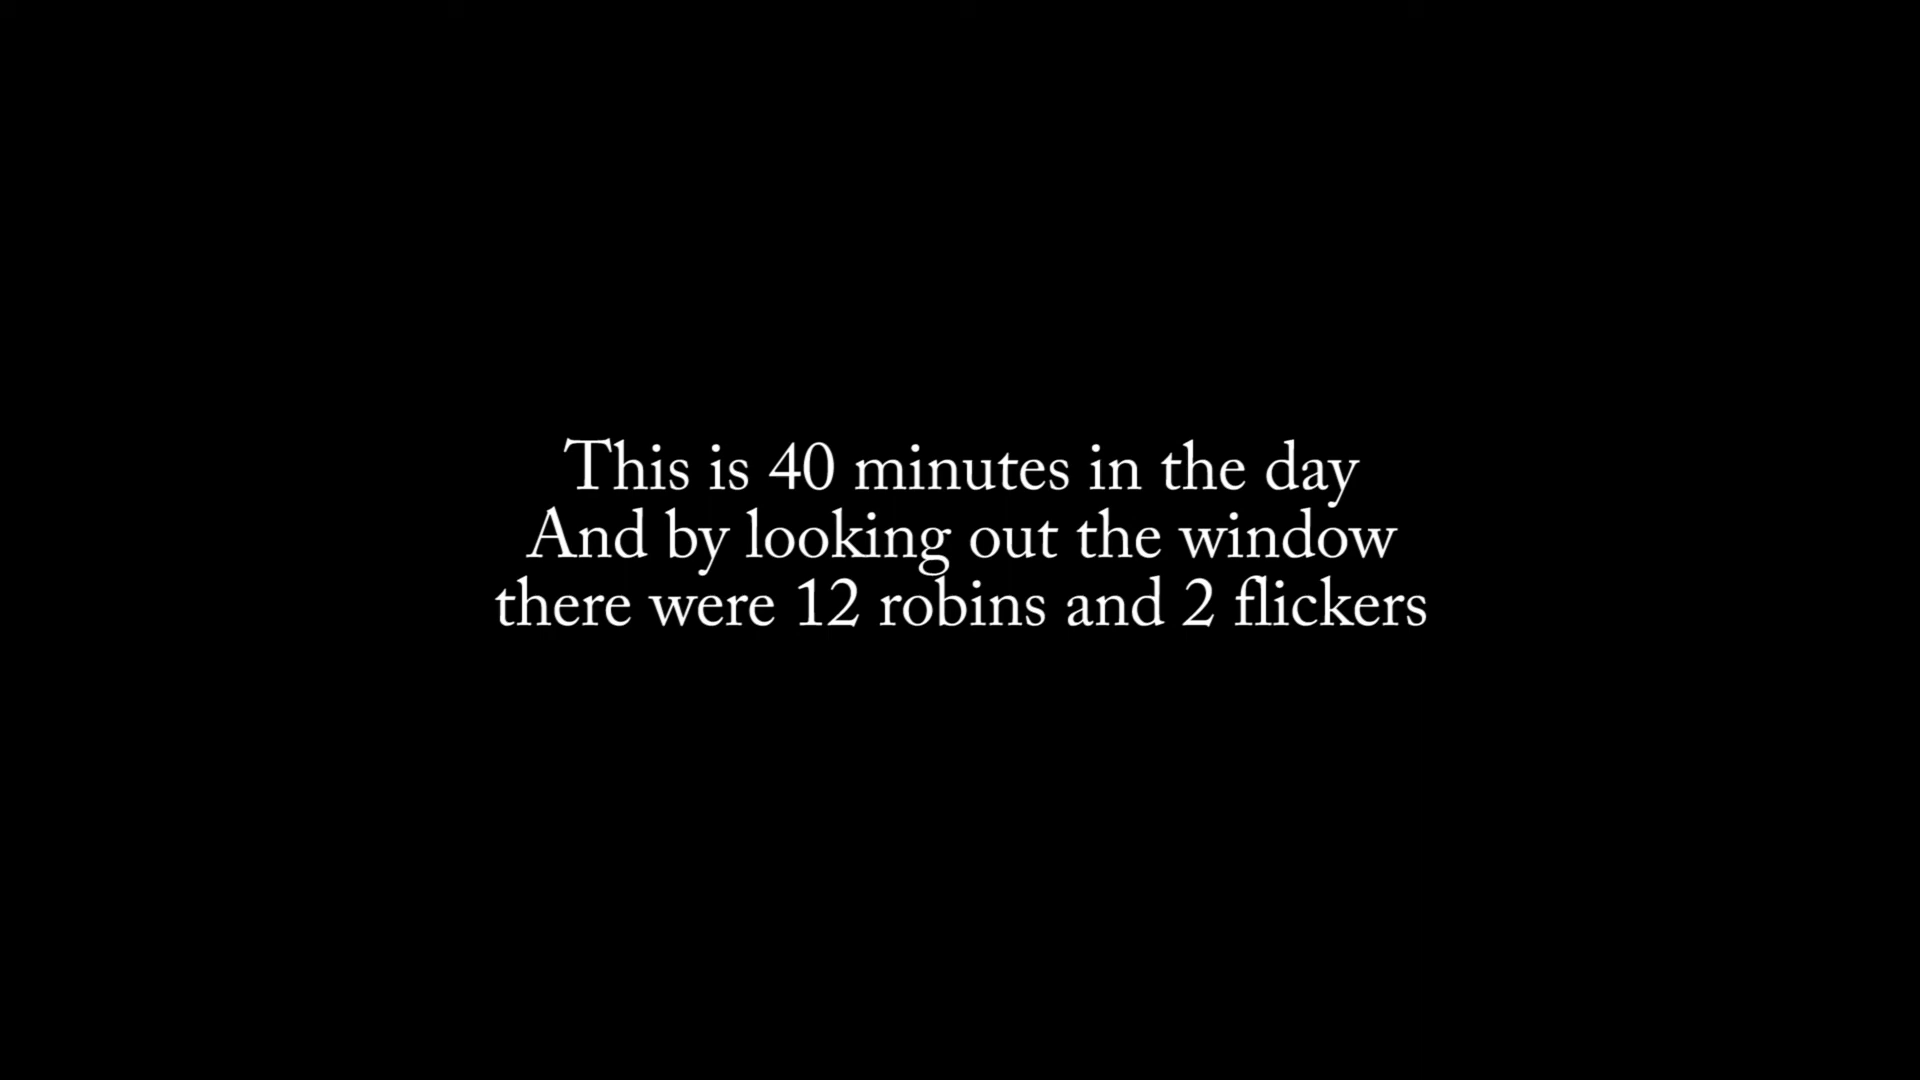 This is 40 minutes in the day
And by looking out the window
there were 12 robins and 2 flickers